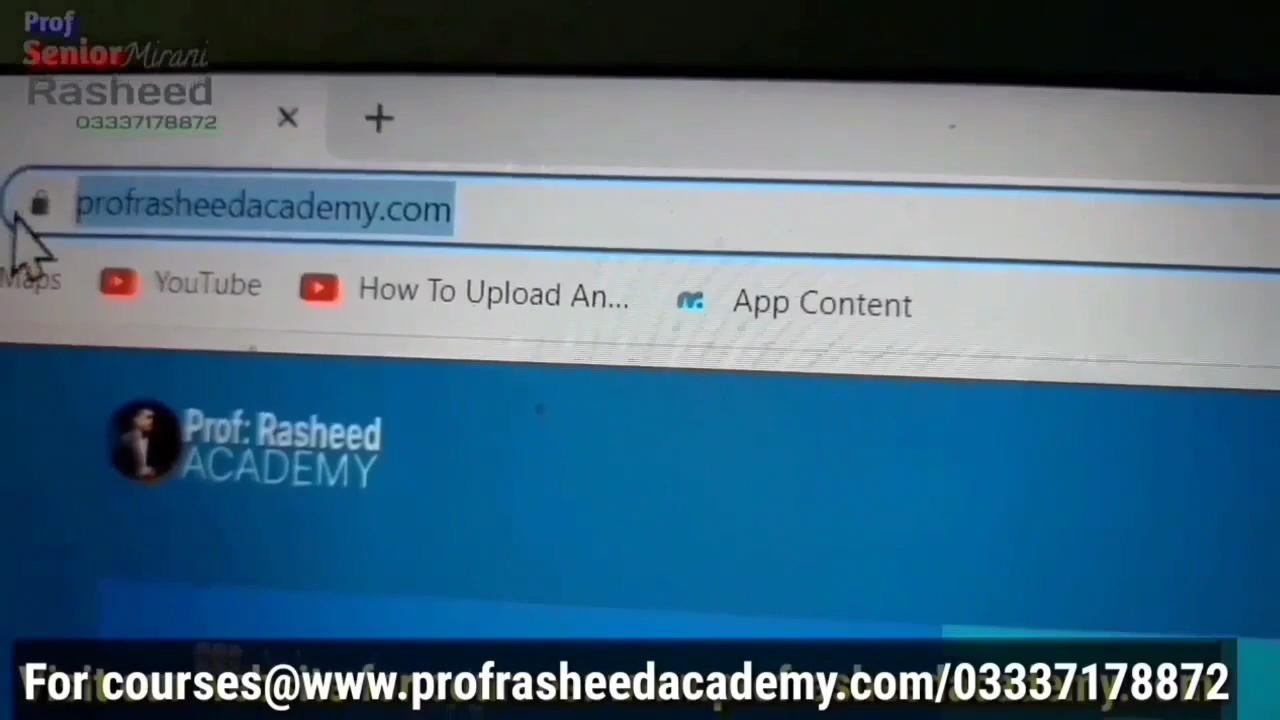 Prof
Senior Mirani
Rasheed
03337178872
profrasheedacademy.com
Maps
YouTube
How To Upload An...
App Content
Prof: Rasheed
ACADEMY
For courses@www.profrasheedacademy.com/03337178872